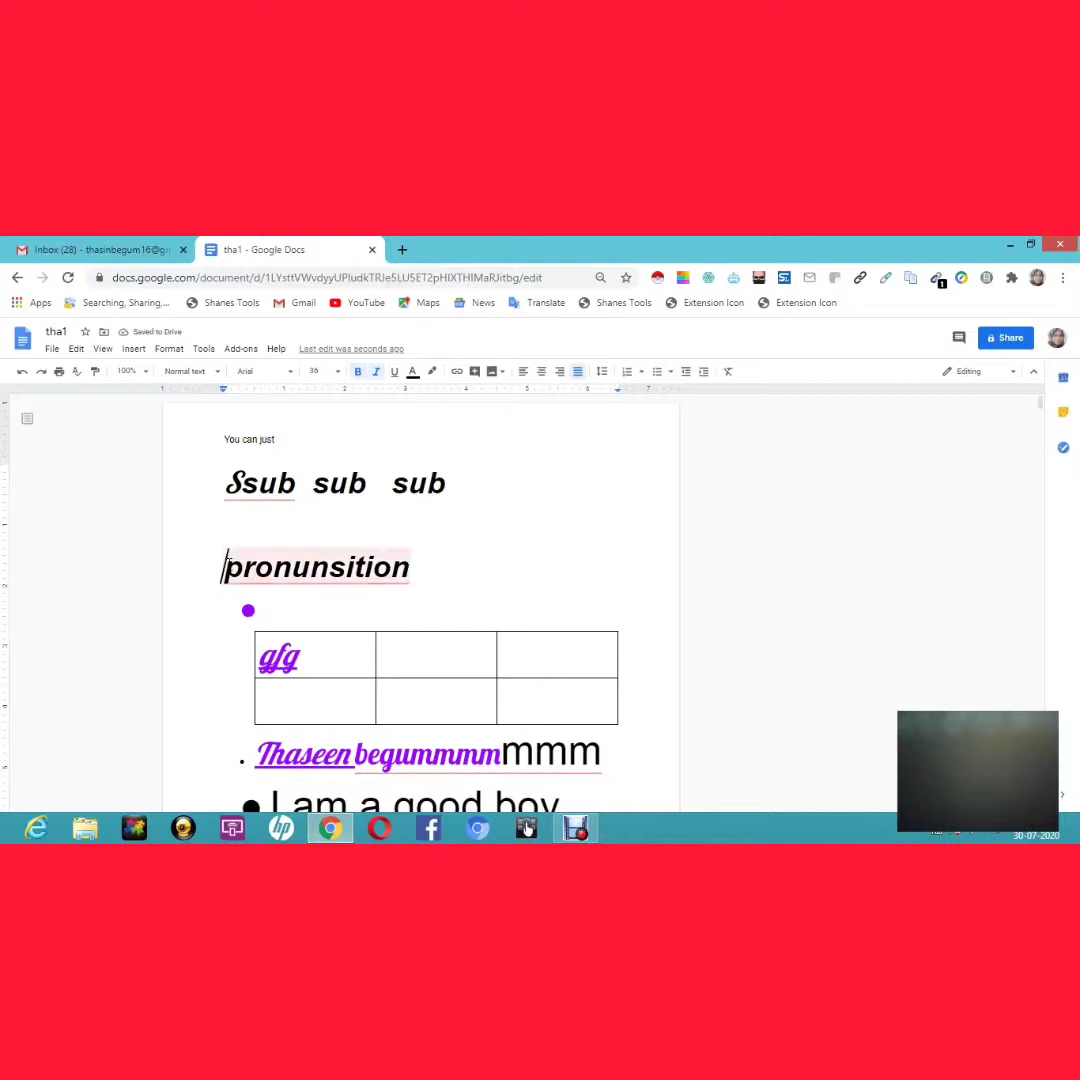 Inbox (28) - thasinbegum16@gm
tha1 - Google Docs
docs.google.com/document/d/1LYsttVWvdyyUPludkTRJe5LU5ET2pHIXTHIMaRJitbg/edit
Apps Searching, Sharing,... Shanes Tools Gmail YouTube Maps News Translate Shanes Tools Extension Icon Extension Icon
tha1 Saved to Drive
File Edit View Insert Format Tools Add-ons Help Last edit was seconds ago
Share
100% Normal text Arial 36 B I U A Editing
You can just
Ssub sub sub
pronunsition
gfg
Thaseen begummmmmmm
I am a good boy
30-07-2020